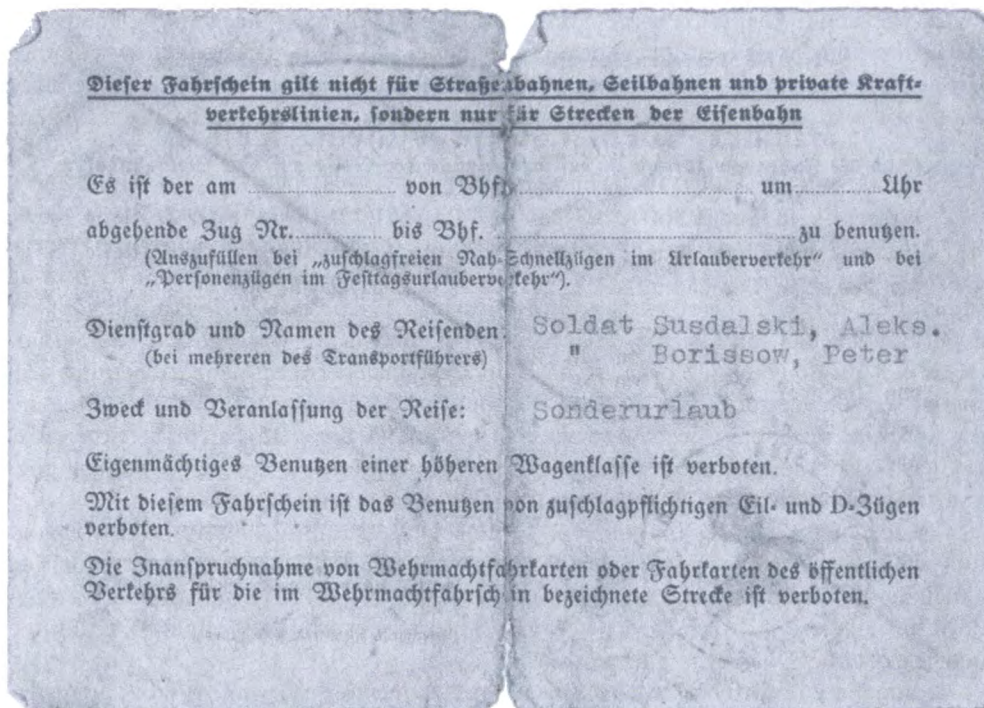 Dieser Fahrschein gilt nicht für Straßenbahnen, Seilbahnen und private Kraft-
verkehrslinien, sondern nur für Strecken der Eisenbahn
Es ist der am ........ von Bhf. ........ um ........ Uhr
abgehende Zug Nr. ........ bis Bhf. ........ zu benutzen.
(Auszufüllen bei „zuschlagfreien Nah-Schnellzügen im Urlauberverkehr“ und bei
„Personenzügen im Festtagsurlauberverkehr“).
Dienstgrad und Namen des Reisenden: Soldat Susdalski, Aleks.
(bei mehreren des Transportführers) " Borissow, Peter
Zweck und Veranlassung der Reise: Sonderurlaub
Eigenmächtiges Benutzen einer höheren Wagenklasse ist verboten.
Mit diesem Fahrschein ist das Benutzen von zuschlagpflichtigen Eil- und D-Zügen
verboten.
Die Inanspruchnahme von Wehrmachtfahrkarten oder Fahrkarten des öffentlichen
Verkehrs für die im Wehrmachtfahrschein bezeichnete Strecke ist verboten.